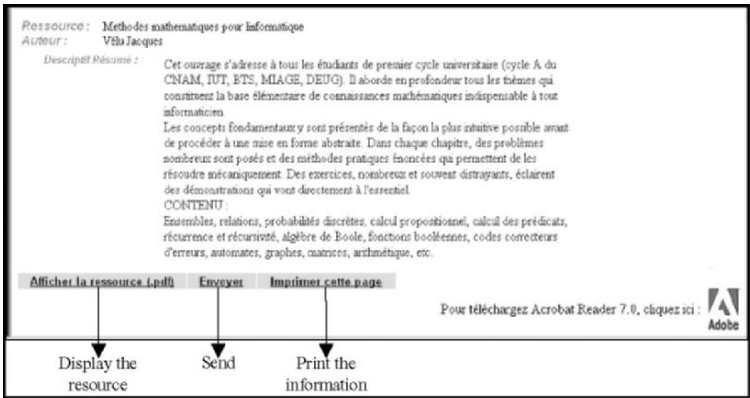 Ressource : Methodes mathematiques pour Informatique
Auteur : Vélu Jacques
Descriptif Résumé :
Cet ouvrage s'adresse à tous les étudiants de premier cycle universitaire (cycle A du
CNAM, IUT, BTS, MIAGE, DEUG). Il aborde en profondeur tous les thèmes qui
constituent la base élémentaire de connaissances mathématiques indispensable à tout
informaticien.
Les concepts fondamentaux y sont présentés de la façon la plus intuitive possible avant
de procéder à une mise en forme abstraite. Dans chaque chapitre, des problèmes
nombreux sont posés et des méthodes pratiques énoncées qui permettent de les
résoudre mécaniquement. Des exercices, nombreux et souvent distrayants, éclairent
des démonstrations qui vont directement à l'essentiel.
CONTENU :
Ensembles, relations, probabilités discrètes, calcul propositionnel, calcul des prédicats,
récurrence et récursivité, algèbre de Boole, fonctions booléennes, codes correcteurs
d'erreurs, automates, graphes, matrices, arithmétique, etc.
Afficher la ressource (.pdf) Envoyer Imprimer cette page
Pour téléchargez Acrobat Reader 7.0, cliquez ici :
Adobe
Display the Send Print the
resource information